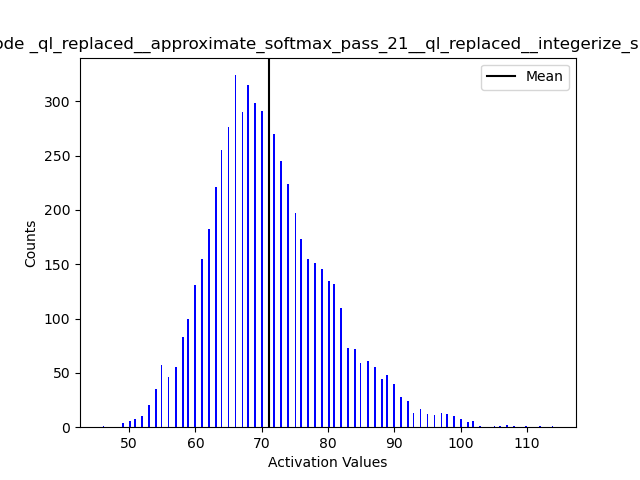 ode _ql_replaced__approximate_softmax_pass_21__ql_replaced__integerize_s
Mean
Counts
300
250
200
150
100
50
0
50 60 70 80 90 100 110
Activation Values